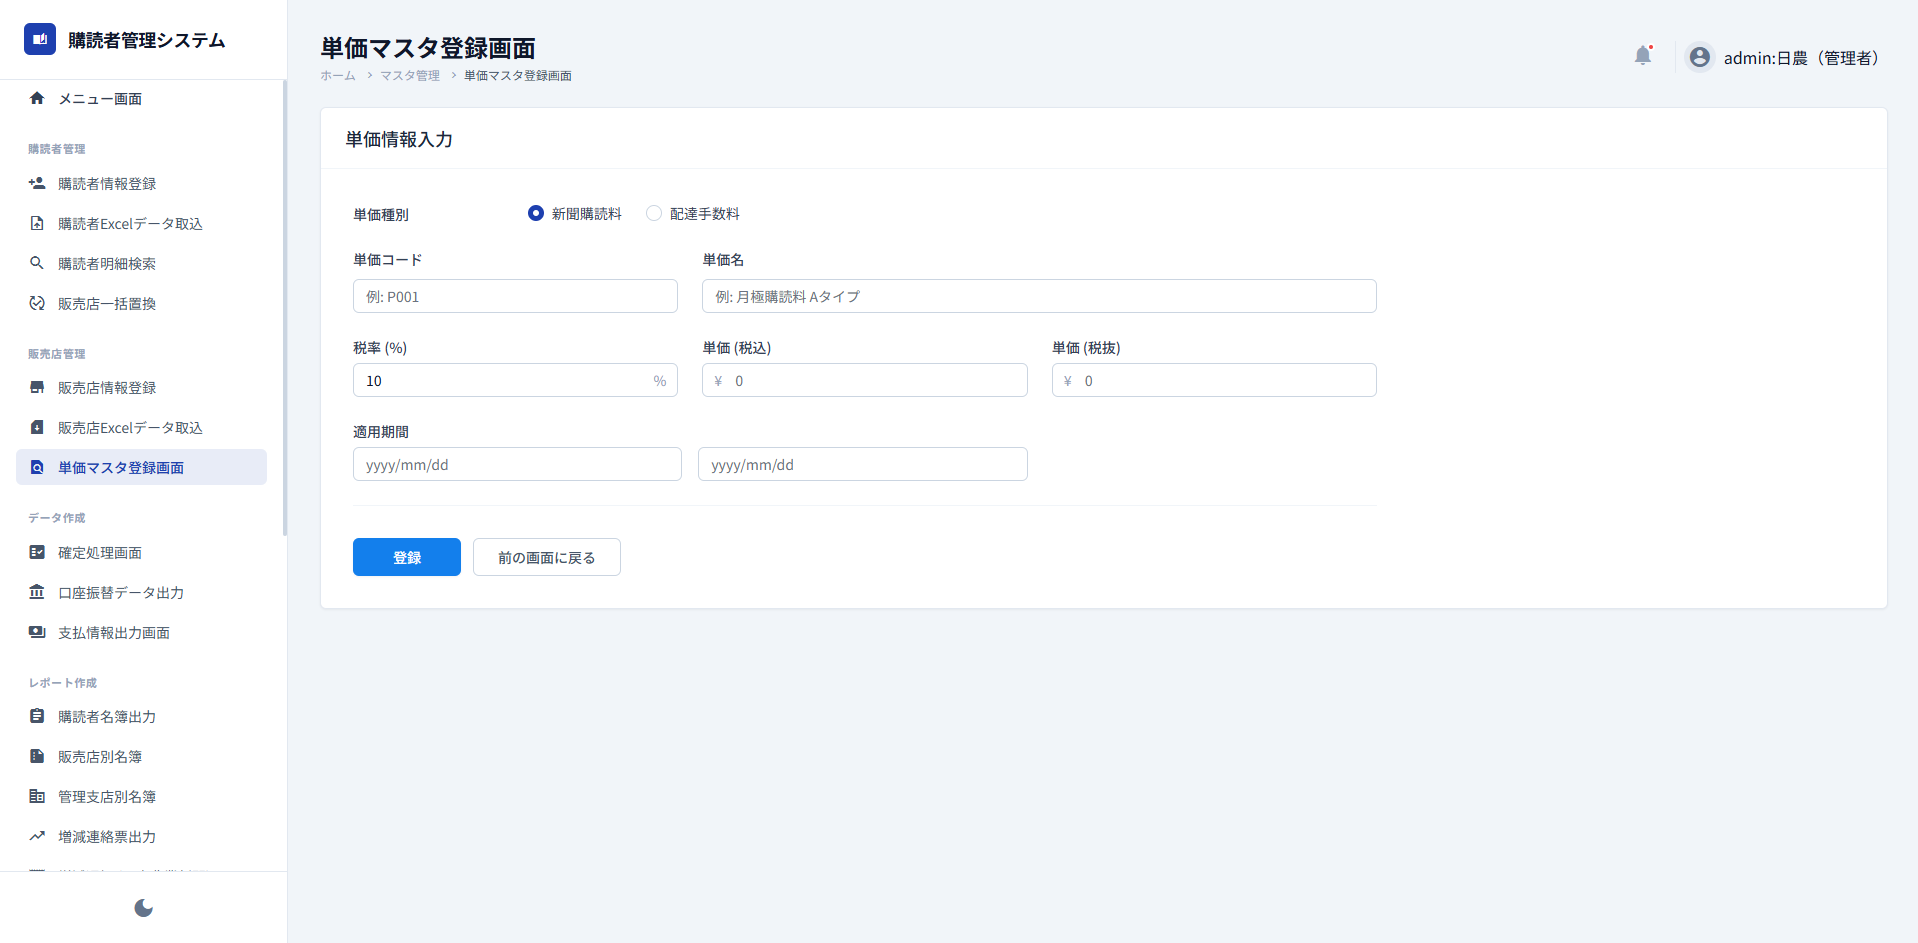 購読者管理システム
メニュー画面
購読者管理
購読者情報登録
購読者Excelデータ取込
購読者明細検索
販売店一括置換
販売店管理
販売店情報登録
販売店Excelデータ取込
単価マスタ登録画面
データ作成
確定処理画面
口座振替データ出力
支払情報出力画面
レポート作成
購読者名簿出力
販売店別名簿
管理支店別名簿
増減連絡票出力
単価マスタ登録画面
ホーム > マスタ管理 > 単価マスタ登録画面
admin:日農（管理者）
単価情報入力
単価種別 新聞購読料 配達手数料
単価コード 単価名
例: P001 例: 月極購読料 Aタイプ
税率 (%) 単価 (税込) 単価 (税抜)
10 % ¥ 0 ¥ 0
適用期間
yyyy/mm/dd yyyy/mm/dd
登録 前の画面に戻る